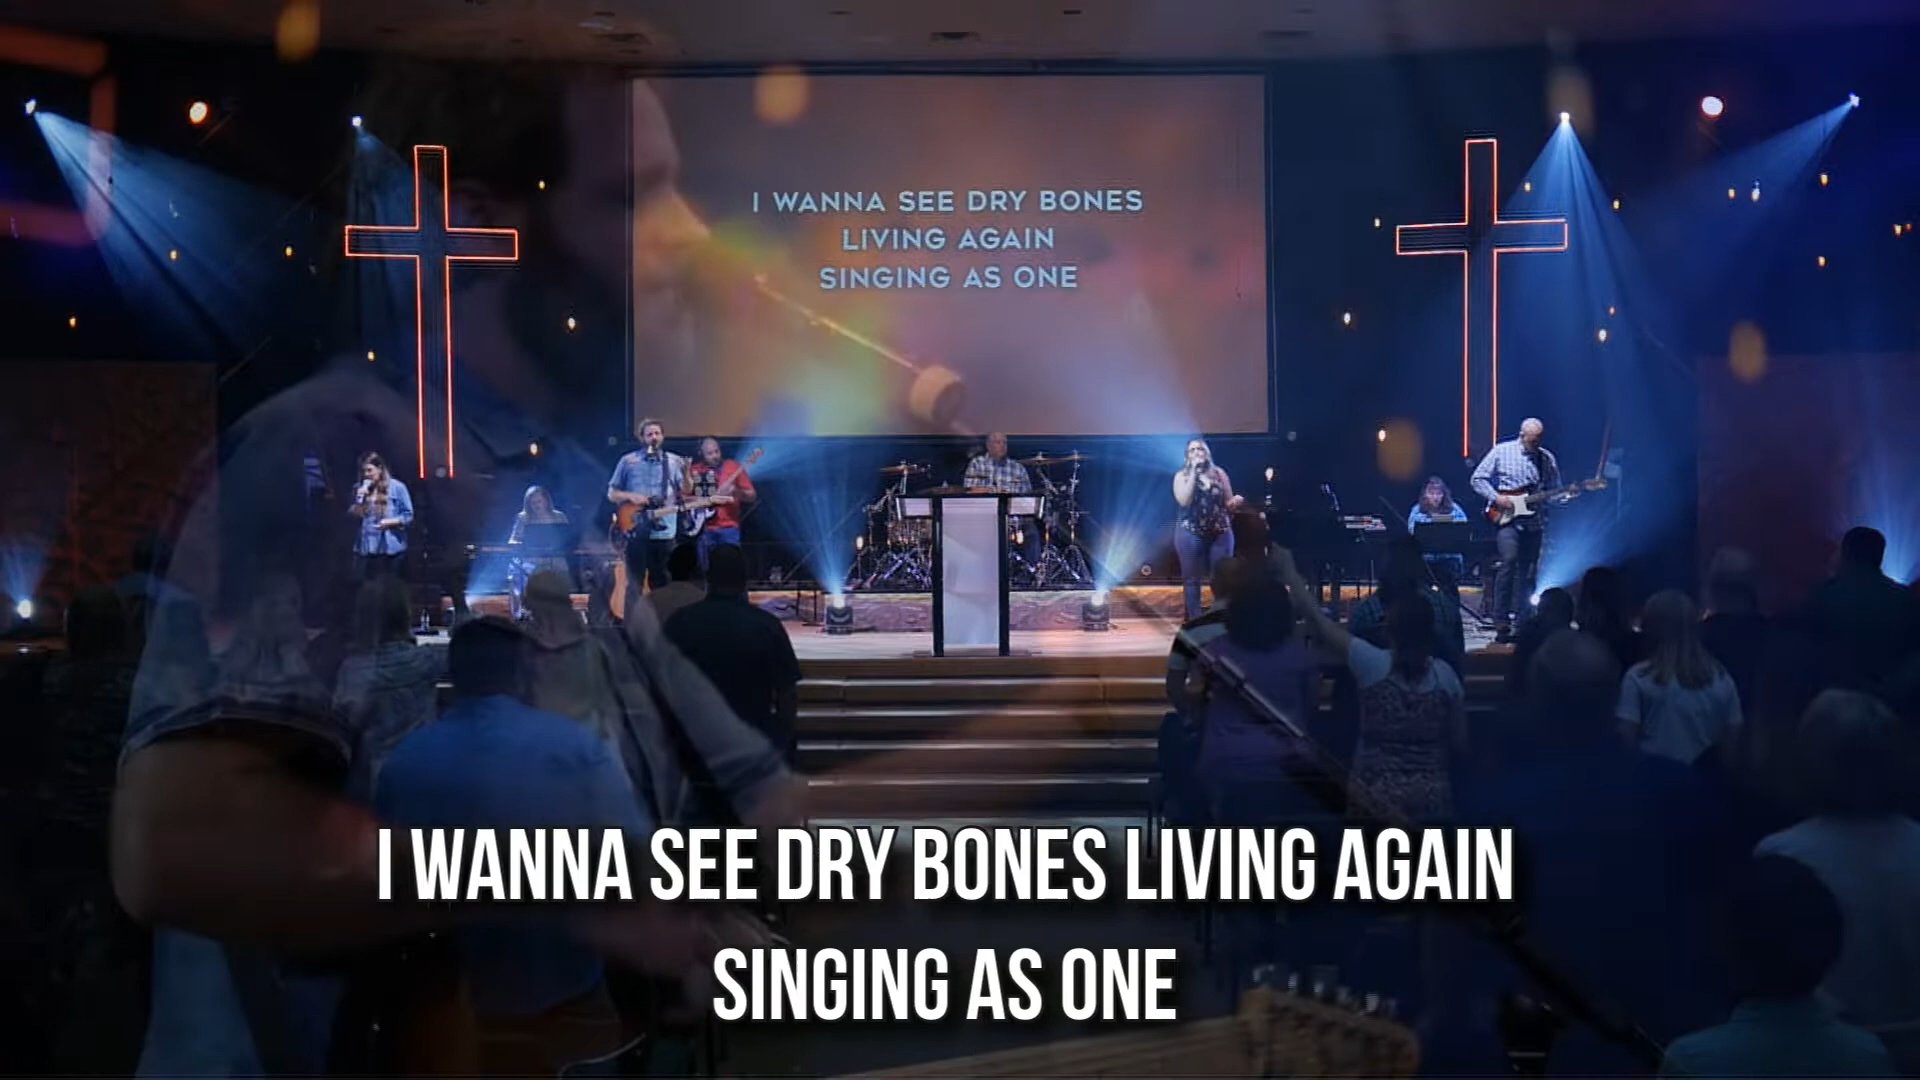 I WANNA SEE DRY BONES
LIVING AGAIN
SINGING AS ONE
I WANNA SEE DRY BONES LIVING AGAIN
SINGING AS ONE